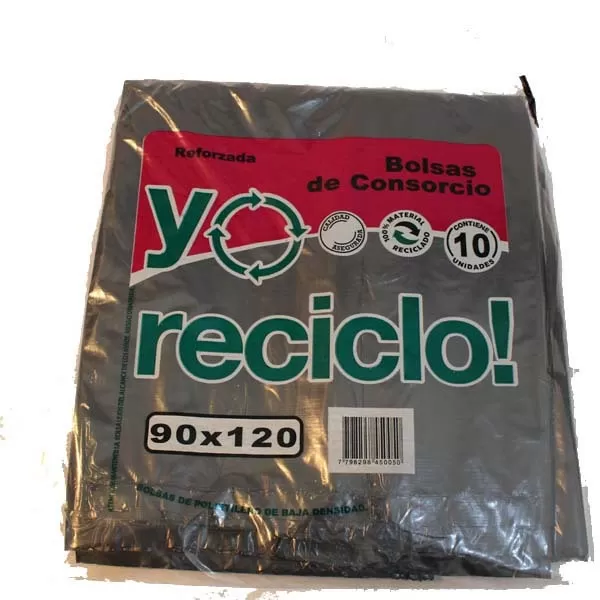 Reforzada
Bolsas
de Consorcio
yo
CALIDAD
ASEGURADA
100% MATERIAL
RECICLADO
CONTIENE
10
UNIDADES
reciclo!
90x120
BOLSAS DE POLIETILENO DE BAJA DENSIDAD.